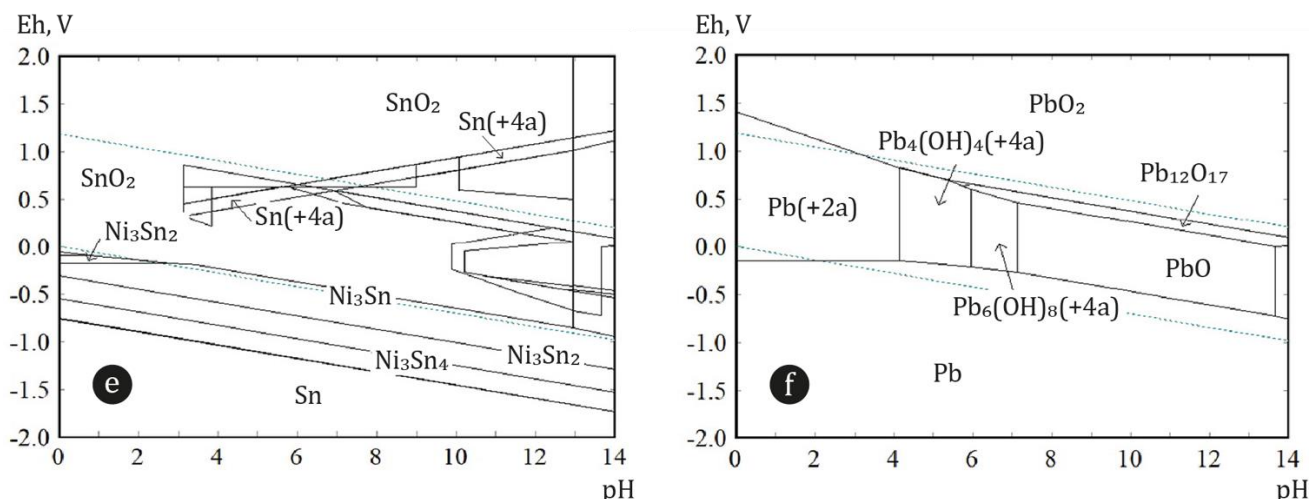 Eh, V
2.0
1.5
1.0
0.5
0.0
-0.5
-1.0
-1.5
-2.0
SnO₂
Sn(+4a)
SnO₂
Sn(+4a)
Ni₃Sn₂
Ni₃Sn
Ni₃Sn₂
Ni₃Sn₄
Sn
e
0 2 4 6 8 10 12 14
pH
Eh, V
2.0
1.5
1.0
0.5
0.0
-0.5
-1.0
-1.5
-2.0
PbO₂
Pb₄(OH)₄(+4a)
Pb₁₂O₁₇
Pb(+2a)
PbO
Pb₆(OH)₈(+4a)
Pb
f
0 2 4 6 8 10 12 14
pH